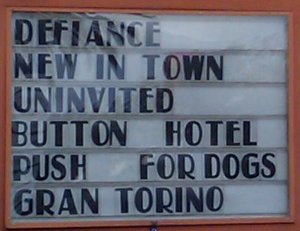 DEFIANCE
NEW IN TOWN
UNINVITED
BUTTON HOTEL
PUSH FOR DOGS
GRAN TORINO